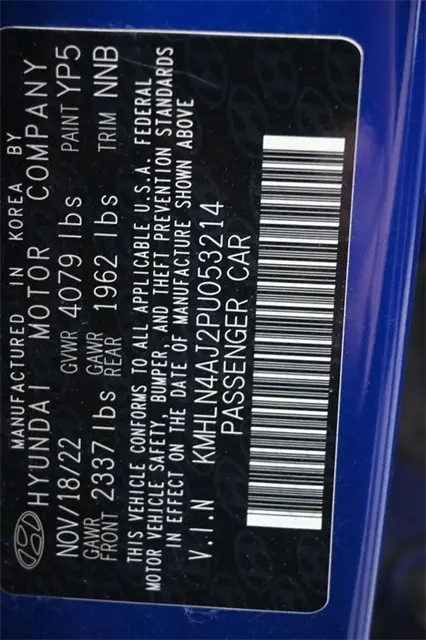 MANUFACTURED IN KOREA BY
HYUNDAI MOTOR COMPANY
NOV/18/22 GVWR 4079 lbs PAINT YP5
GAWR FRONT 2337 lbs GAWR REAR 1962 lbs TRIM NNB
THIS VEHICLE CONFORMS TO ALL APPLICABLE U.S.A. FEDERAL
MOTOR VEHICLE SAFETY, BUMPER, AND THEFT PREVENTION STANDARDS
IN EFFECT ON THE DATE OF MANUFACTURE SHOWN ABOVE
V.I.N KMHLN4AJ2PU053214
PASSENGER CAR